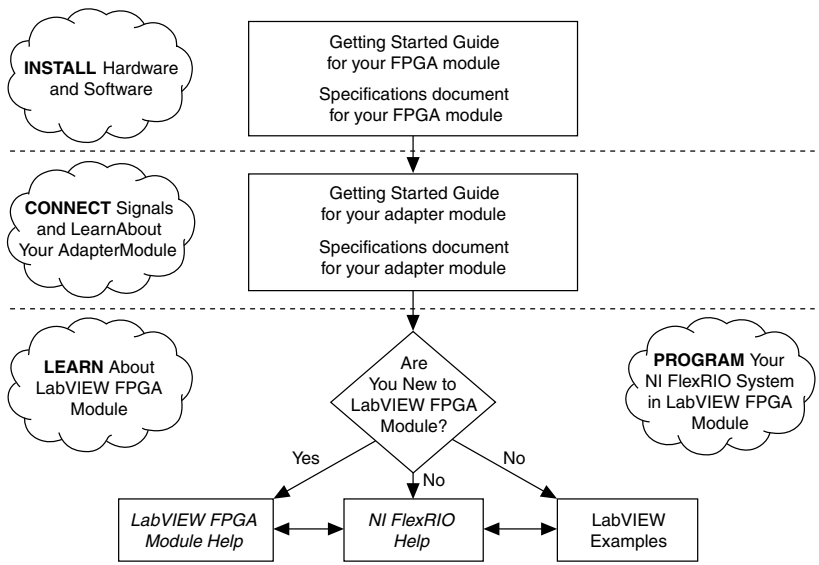 INSTALL Hardware
and Software
Getting Started Guide
for your FPGA module
Specifications document
for your FPGA module
CONNECT Signals
and LearnAbout
Your AdapterModule
Getting Started Guide
for your adapter module
Specifications document
for your adapter module
LEARN About
LabVIEW FPGA
Module
Are
You New to
LabVIEW FPGA
Module?
PROGRAM Your
NI FlexRIO System
in LabVIEW FPGA
Module
Yes
No
No
LabVIEW FPGA
Module Help
NI FlexRIO
Help
LabVIEW
Examples